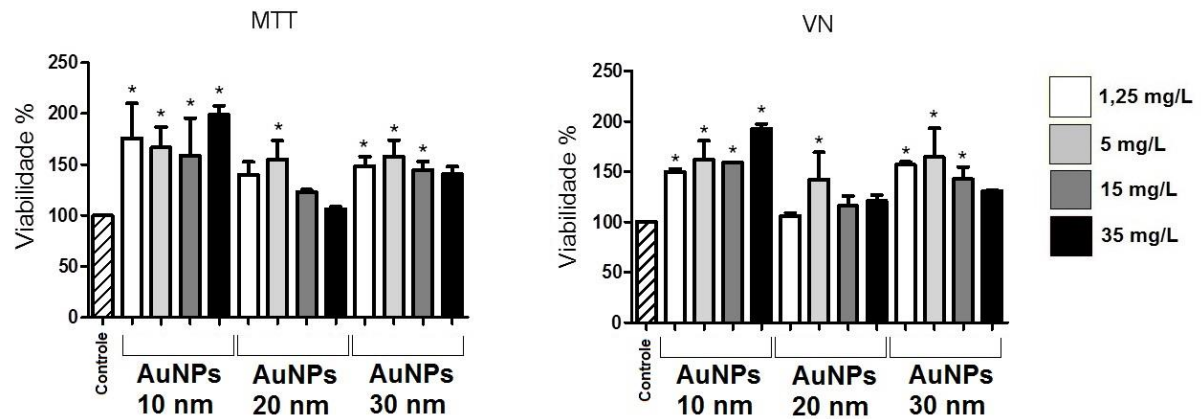 MTT
Viabilidade %
250
200
150
100
50
0
* * * * * * * *
Controle
AuNPs
10 nm
AuNPs
20 nm
AuNPs
30 nm
VN
Viabilidade %
250
200
150
100
50
0
* * * * * * * *
Controle
AuNPs
10 nm
AuNPs
20 nm
AuNPs
30 nm
1,25 mg/L
5 mg/L
15 mg/L
35 mg/L